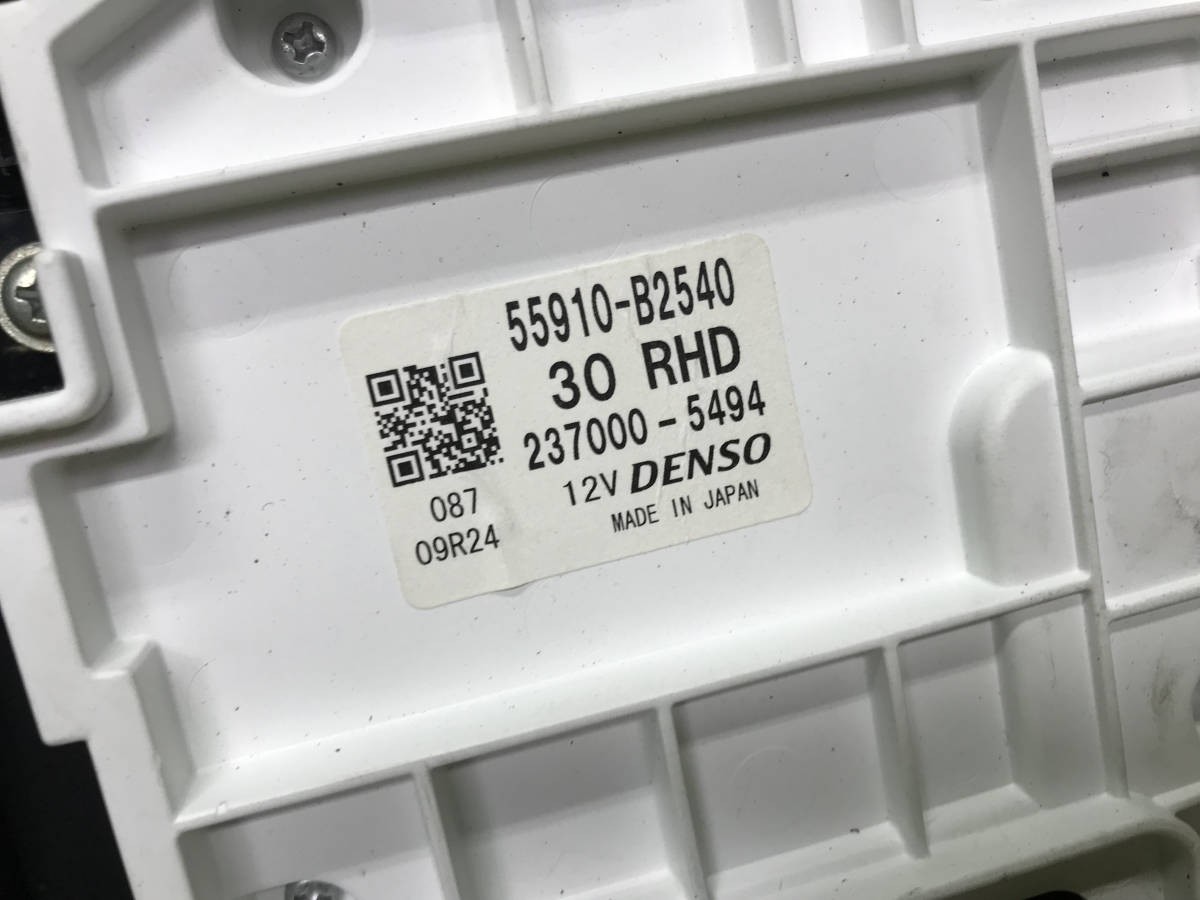 55910-B2540
30 RHD
237000-5494
12V DENSO
MADE IN JAPAN
087
09R24